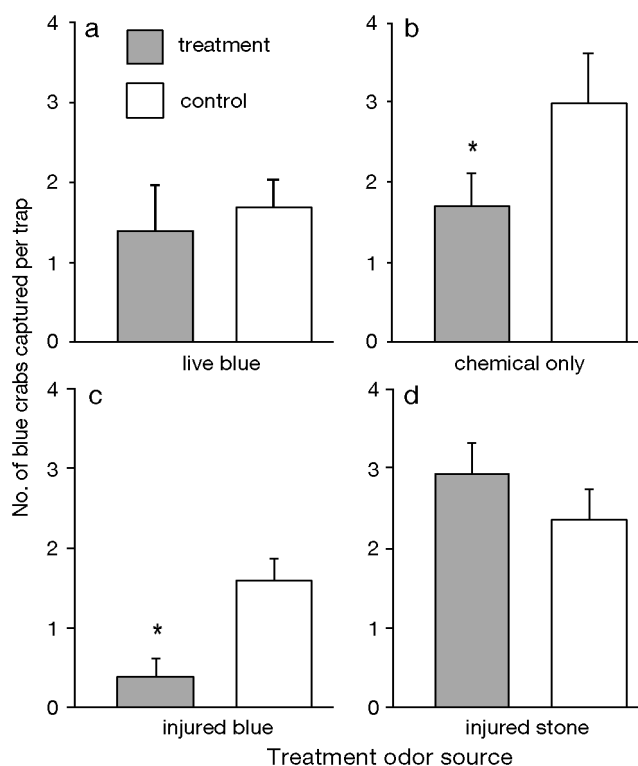 a
treatment
control
4
3
2
1
0
live blue
b
*
4
3
2
1
0
chemical only
c
*
4
3
2
1
0
injured blue
d
4
3
2
1
0
injured stone
No. of blue crabs captured per trap
Treatment odor source